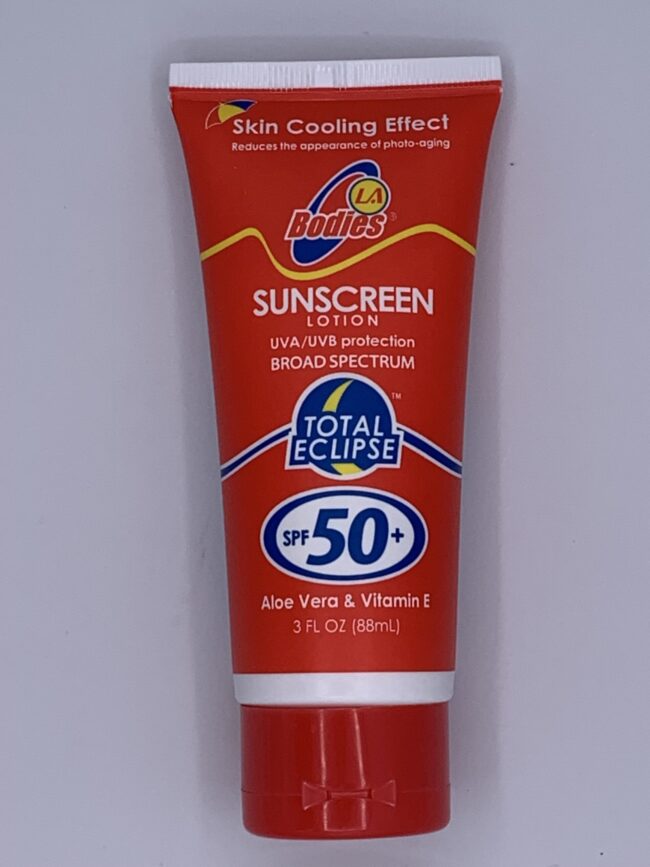 Skin Cooling Effect
Reduces the appearance of photo-aging
LA
Bodies®
SUNSCREEN
LOTION
UVA/UVB protection
BROAD SPECTRUM
TOTAL ™
ECLIPSE
SPF 50+
Aloe Vera & Vitamin E
3 FL OZ (88mL)